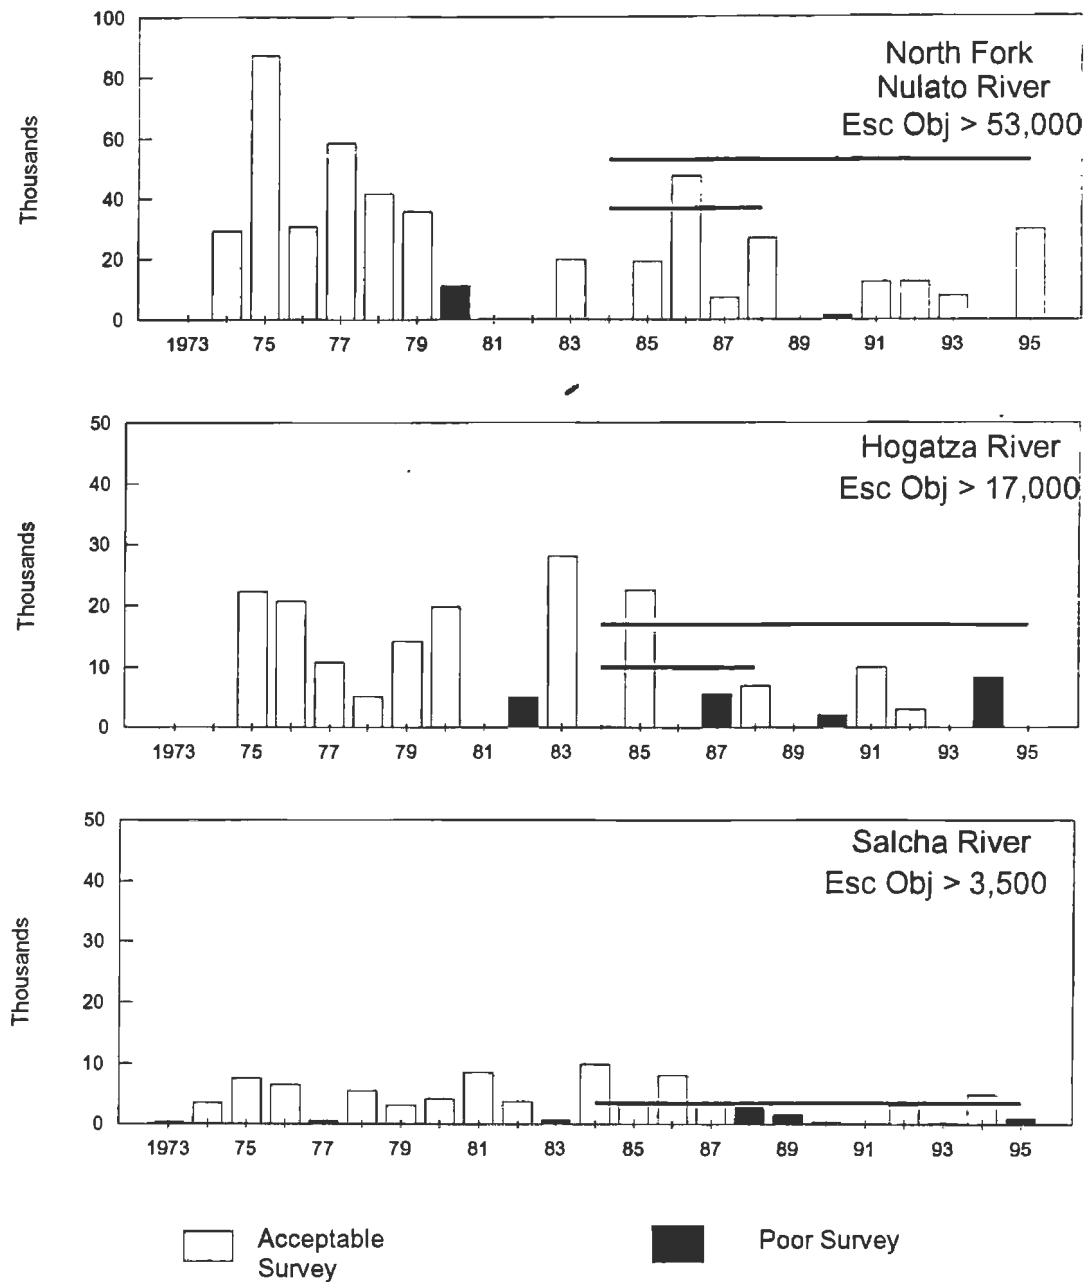 North Fork
Nulato River
Esc Obj > 53,000
Thousands
100
80
60
40
20
0
1973 75 77 79 81 83 85 87 89 91 93 95
Hogatza River
Esc Obj > 17,000
Thousands
50
40
30
20
10
0
1973 75 77 79 81 83 85 87 89 91 93 95
Salcha River
Esc Obj > 3,500
Thousands
50
40
30
20
10
0
1973 75 77 79 81 83 85 87 89 91 93 95
Acceptable
Survey
Poor Survey